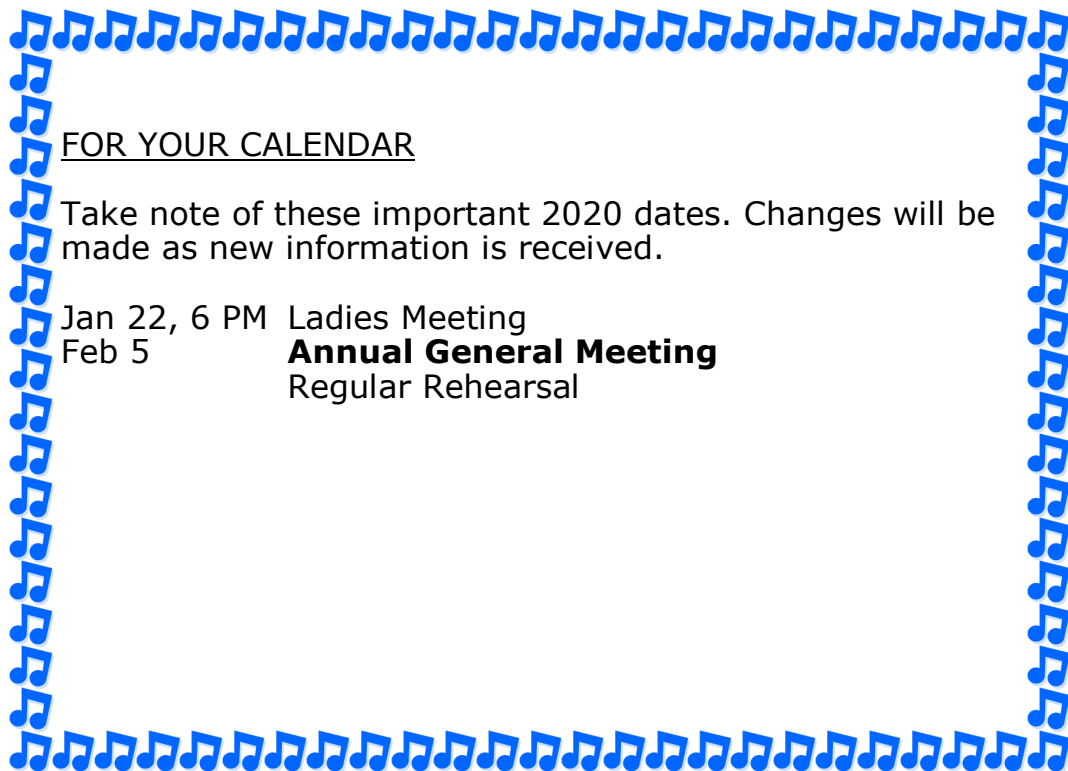 FOR YOUR CALENDAR
Take note of these important 2020 dates. Changes will be
made as new information is received.
Jan 22, 6 PM Ladies Meeting
Feb 5 Annual General Meeting
Regular Rehearsal